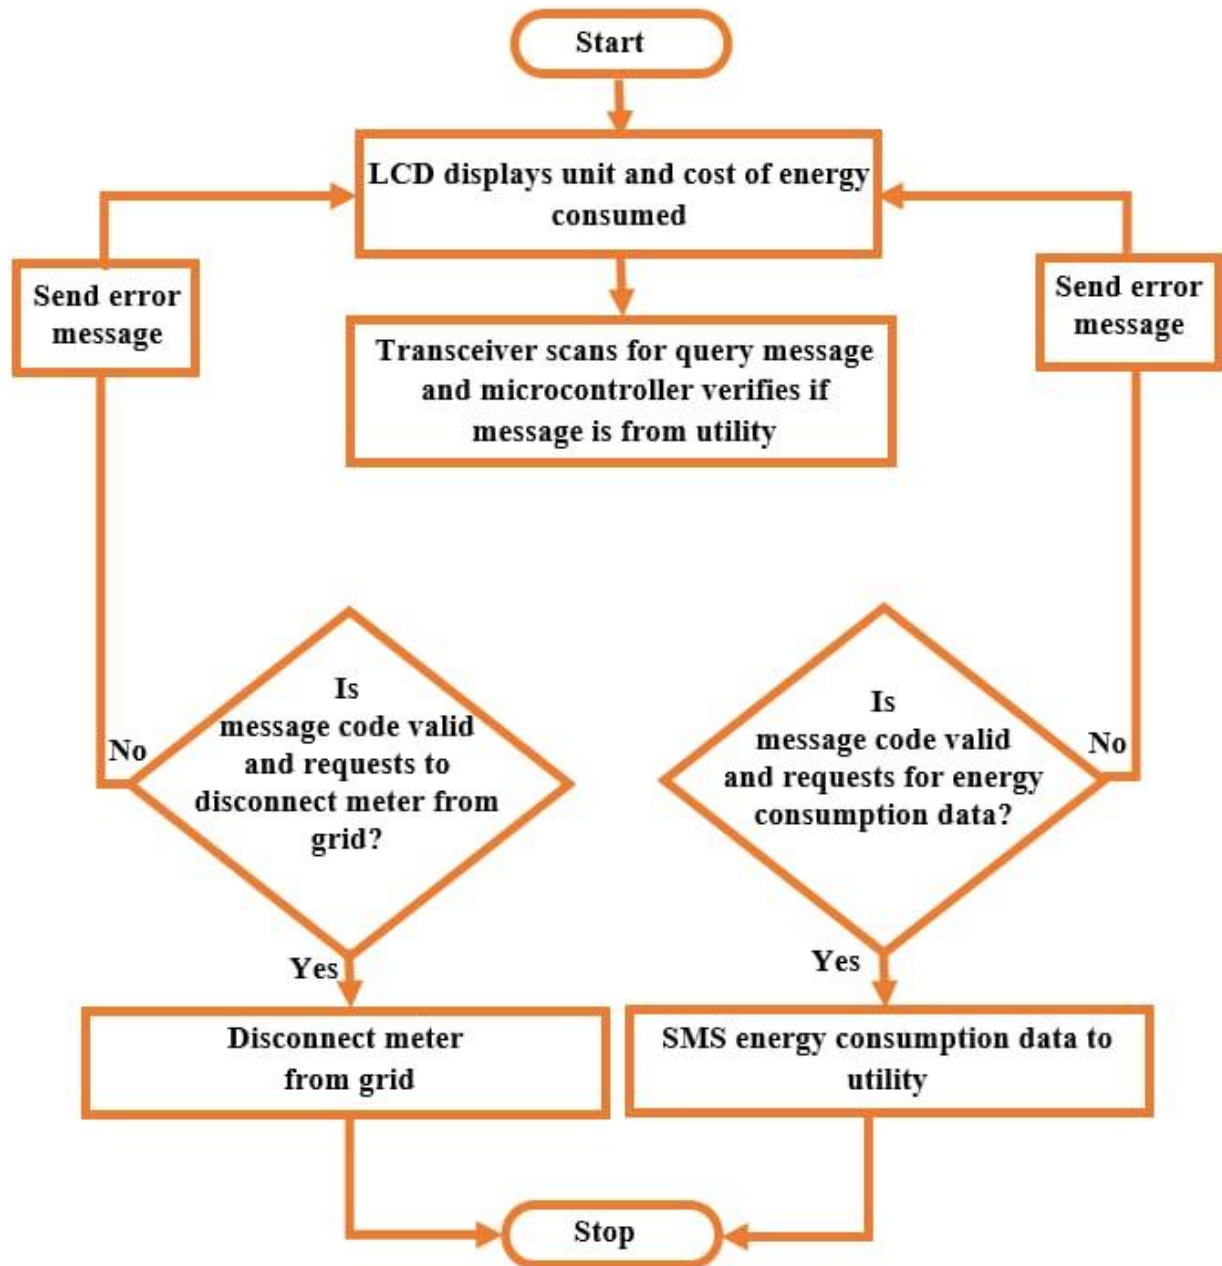 Start
LCD displays unit and cost of energy
consumed
Send error
message
Send error
message
Transceiver scans for query message
and microcontroller verifies if
message is from utility
Is
message code valid
and requests to
disconnect meter from
grid?
No
Is
message code valid
and requests for energy
consumption data?
No
Yes
Yes
Disconnect meter
from grid
SMS energy consumption data to
utility
Stop